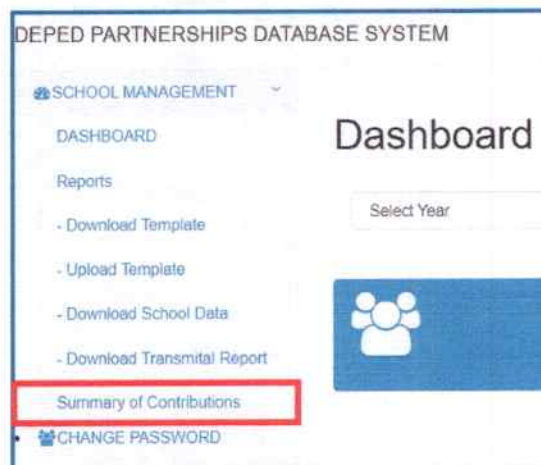 DEPED PARTNERSHIPS DATABASE SYSTEM
SCHOOL MANAGEMENT
DASHBOARD
Dashboard
Reports
Select Year
- Download Template
- Upload Template
- Download School Data
- Download Transmital Report
Summary of Contributions
CHANGE PASSWORD